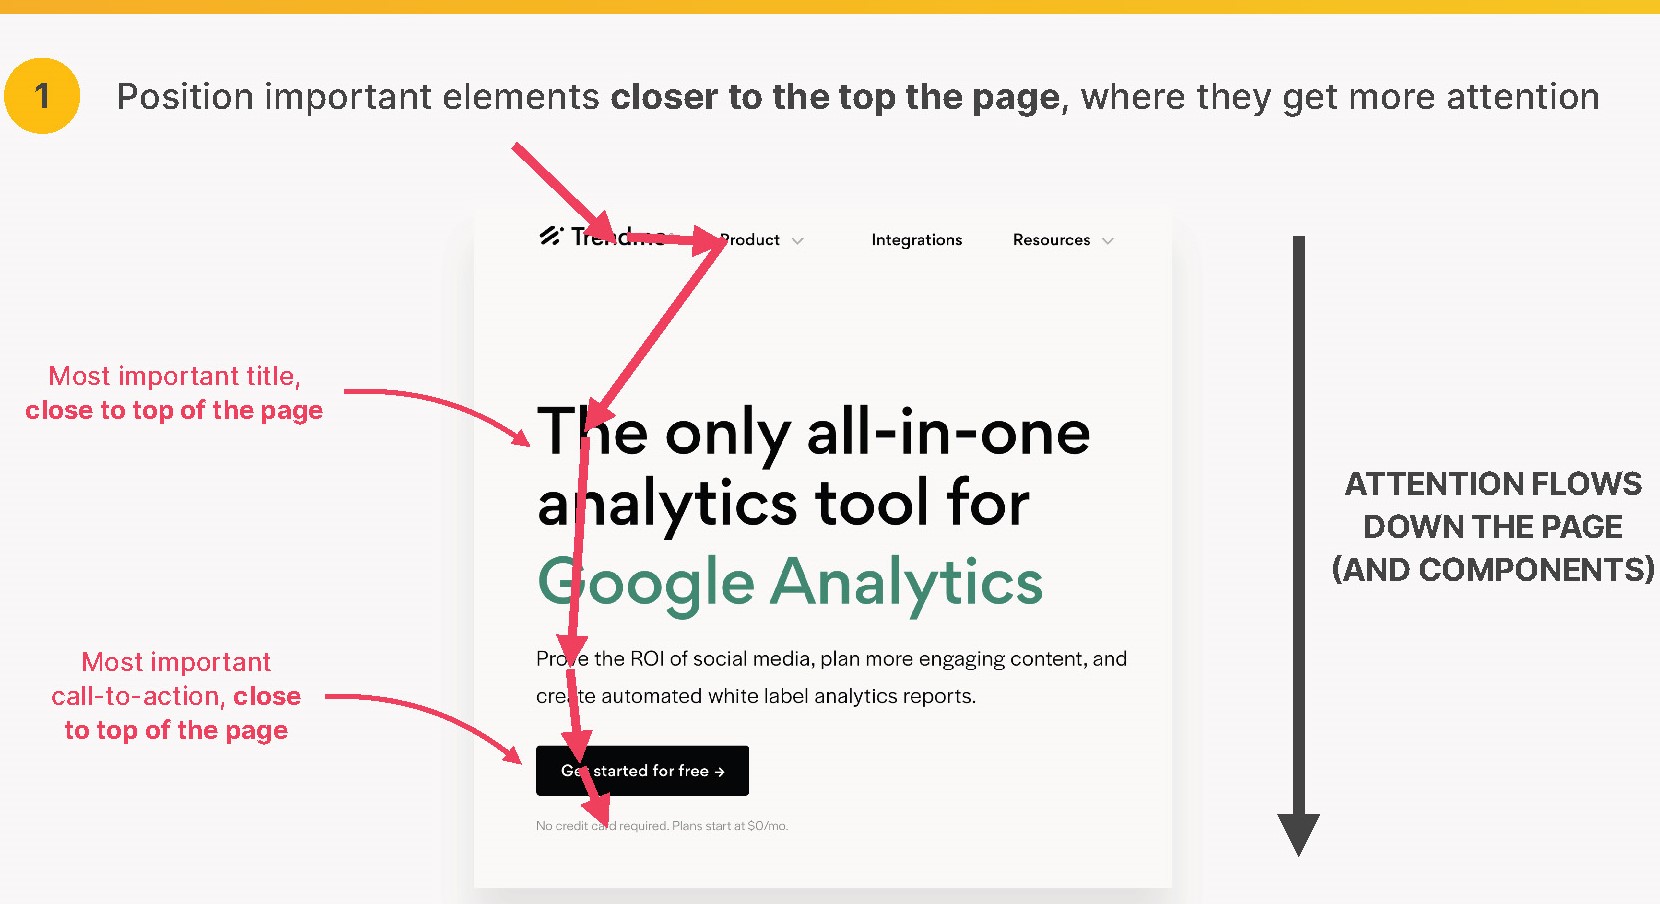 1
Position important elements closer to the top the page, where they get more attention
Product
Integrations
Resources
Most important title,
close to top of the page
The only all-in-one
analytics tool for
Google Analytics
ATTENTION FLOWS
DOWN THE PAGE
(AND COMPONENTS)
Prove the ROI of social media, plan more engaging content, and
create automated white label analytics reports.
Most important
call-to-action, close
to top of the page
Get started for free →
No credit card required. Plans start at $0/mo.